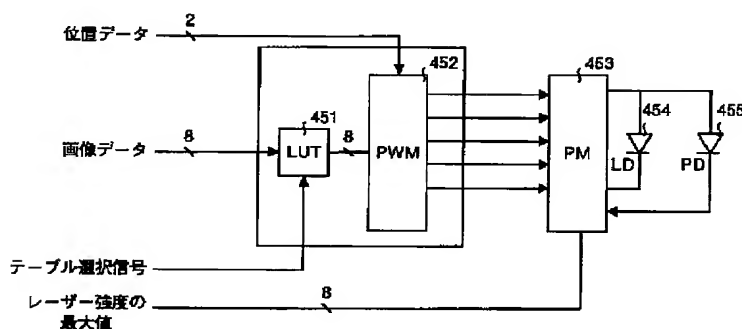 2
位置データ
452
453
454
455
451
画像データ
8
LUT
8
PWM
PM
LD
PD
テーブル選択信号
8
レーザー強度の
最大値